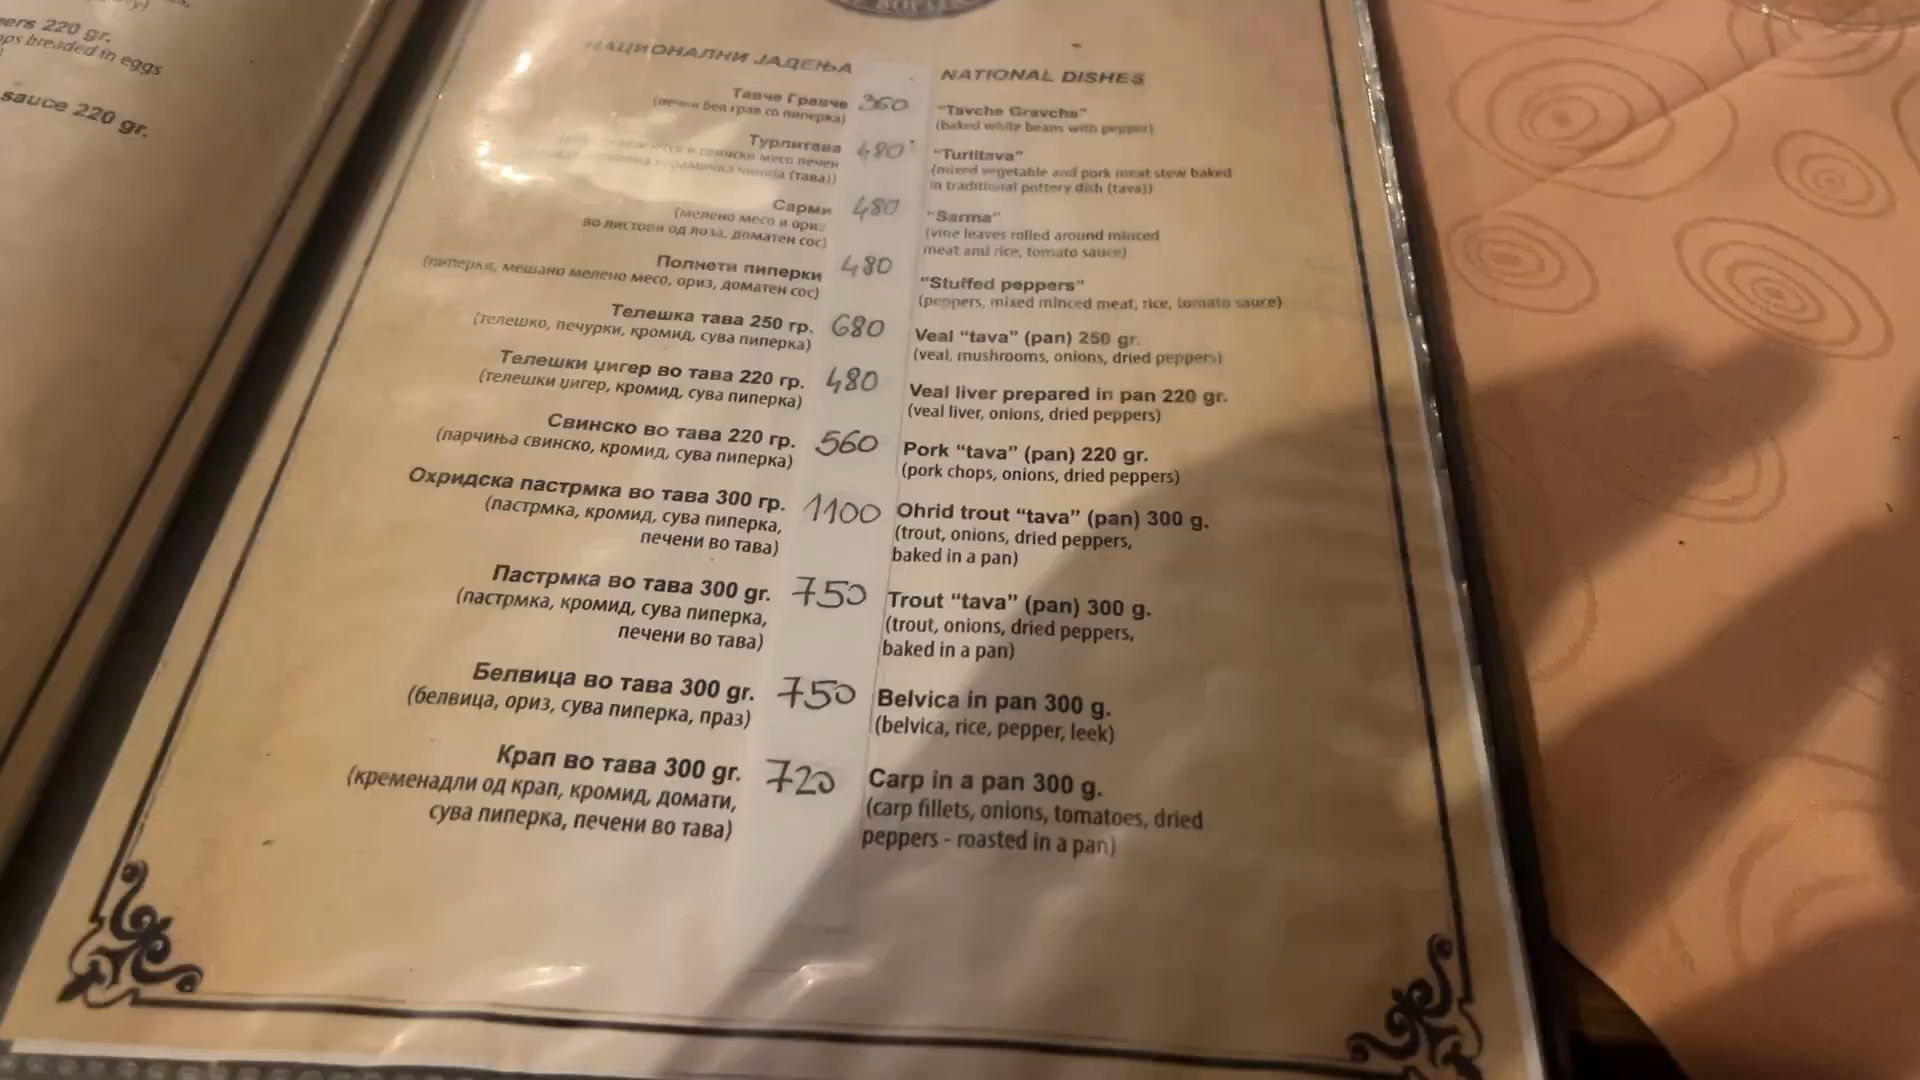 ers 220 gr.
ps breaded in eggs
sauce 220 gr.
НАЦИОНАЛНИ ЈАДЕЊА
NATIONAL DISHES
Тавче Гравче 360
(печен бел грав со пиперка)
"Tavche Gravche"
(baked white beans with pepper)
Турлитава 480
и свинско месо печен
керамичка чинија (тава))
"Turlitava"
(mixed vegetable and pork meat stew baked
in traditional pottery dish (tava))
Сарми 480
(мелено месо и ориз
во листови од лоза, доматен сос)
"Sarma"
(vine leaves rolled around minced
meat and rice, tomato sauce)
Полнети пиперки 480
(пиперки, мешано мелено месо, ориз, доматен сос)
"Stuffed peppers"
(peppers, mixed minced meat, rice, tomato sauce)
Телешка тава 250 гр. 680
(телешко, печурки, кромид, сува пиперка)
Veal "tava" (pan) 250 gr.
(veal, mushrooms, onions, dried peppers)
Телешки џигер во тава 220 гр. 480
(телешки џигер, кромид, сува пиперка)
Veal liver prepared in pan 220 gr.
(veal liver, onions, dried peppers)
Свинско во тава 220 гр. 560
(парчиња свинско, кромид, сува пиперка)
Pork "tava" (pan) 220 gr.
(pork chops, onions, dried peppers)
Охридска пастрмка во тава 300 гр. 1100
(пастрмка, кромид, сува пиперка,
печени во тава)
Ohrid trout "tava" (pan) 300 g.
(trout, onions, dried peppers,
baked in a pan)
Пастрмка во тава 300 gr. 750
(пастрмка, кромид, сува пиперка,
печени во тава)
Trout "tava" (pan) 300 g.
(trout, onions, dried peppers,
baked in a pan)
Белвица во тава 300 gr. 750
(белвица, ориз, сува пиперка, праз)
Belvica in pan 300 g.
(belvica, rice, pepper, leek)
Крап во тава 300 gr. 720
(кременадли од крап, кромид, домати,
сува пиперка, печени во тава)
Carp in a pan 300 g.
(carp fillets, onions, tomatoes, dried
peppers - roasted in a pan)